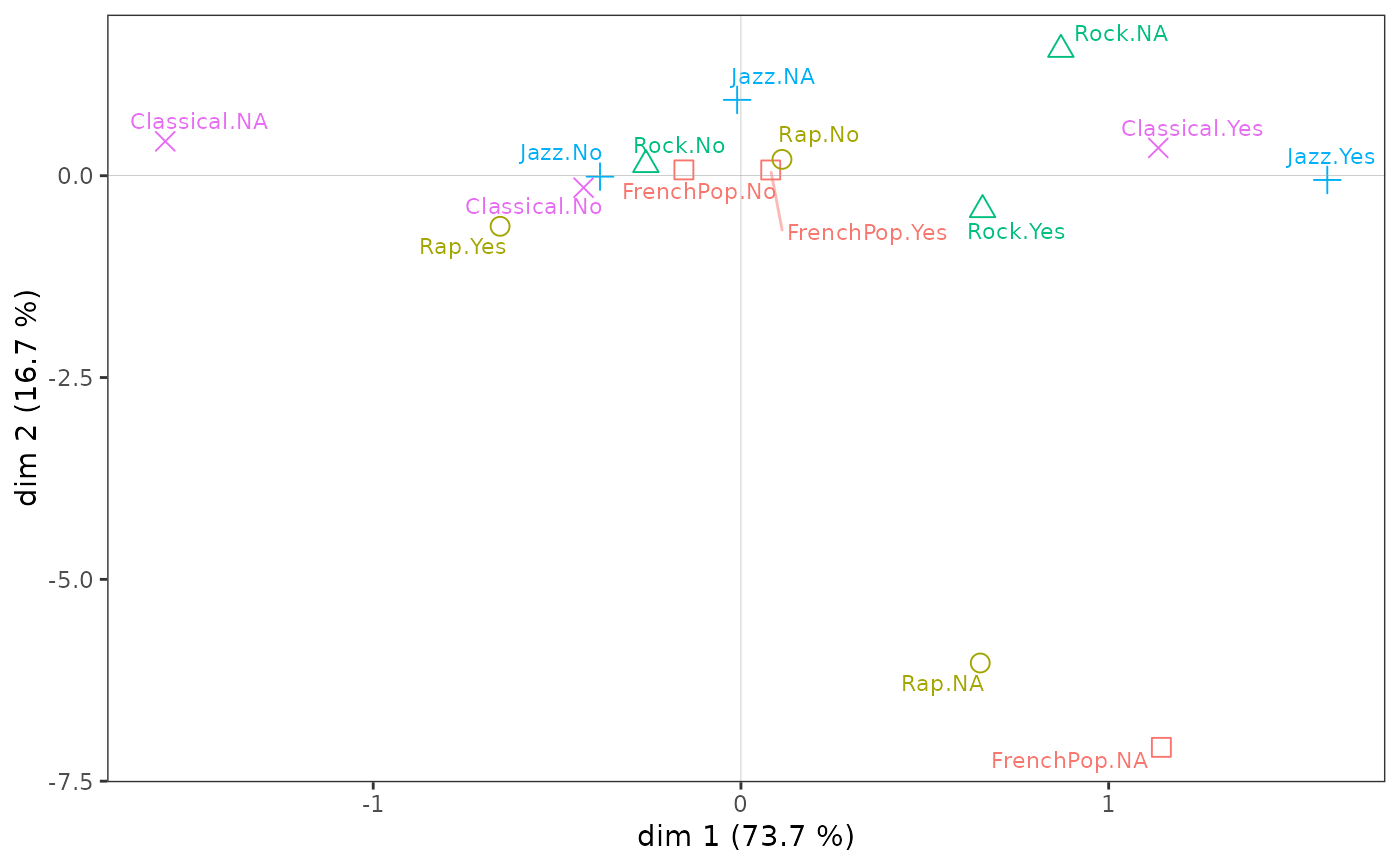 Rock.NA
Jazz.NA
Classical.NA
Classical.Yes
Rap.No
Rock.No
Jazz.No
Jazz.Yes
0.0
FrenchPop.No
Classical.No
FrenchPop.Yes
Rock.Yes
Rap.Yes
dim 2 (16.7 %)
-2.5
-5.0
Rap.NA
FrenchPop.NA
-7.5
-1
0
1
dim 1 (73.7 %)